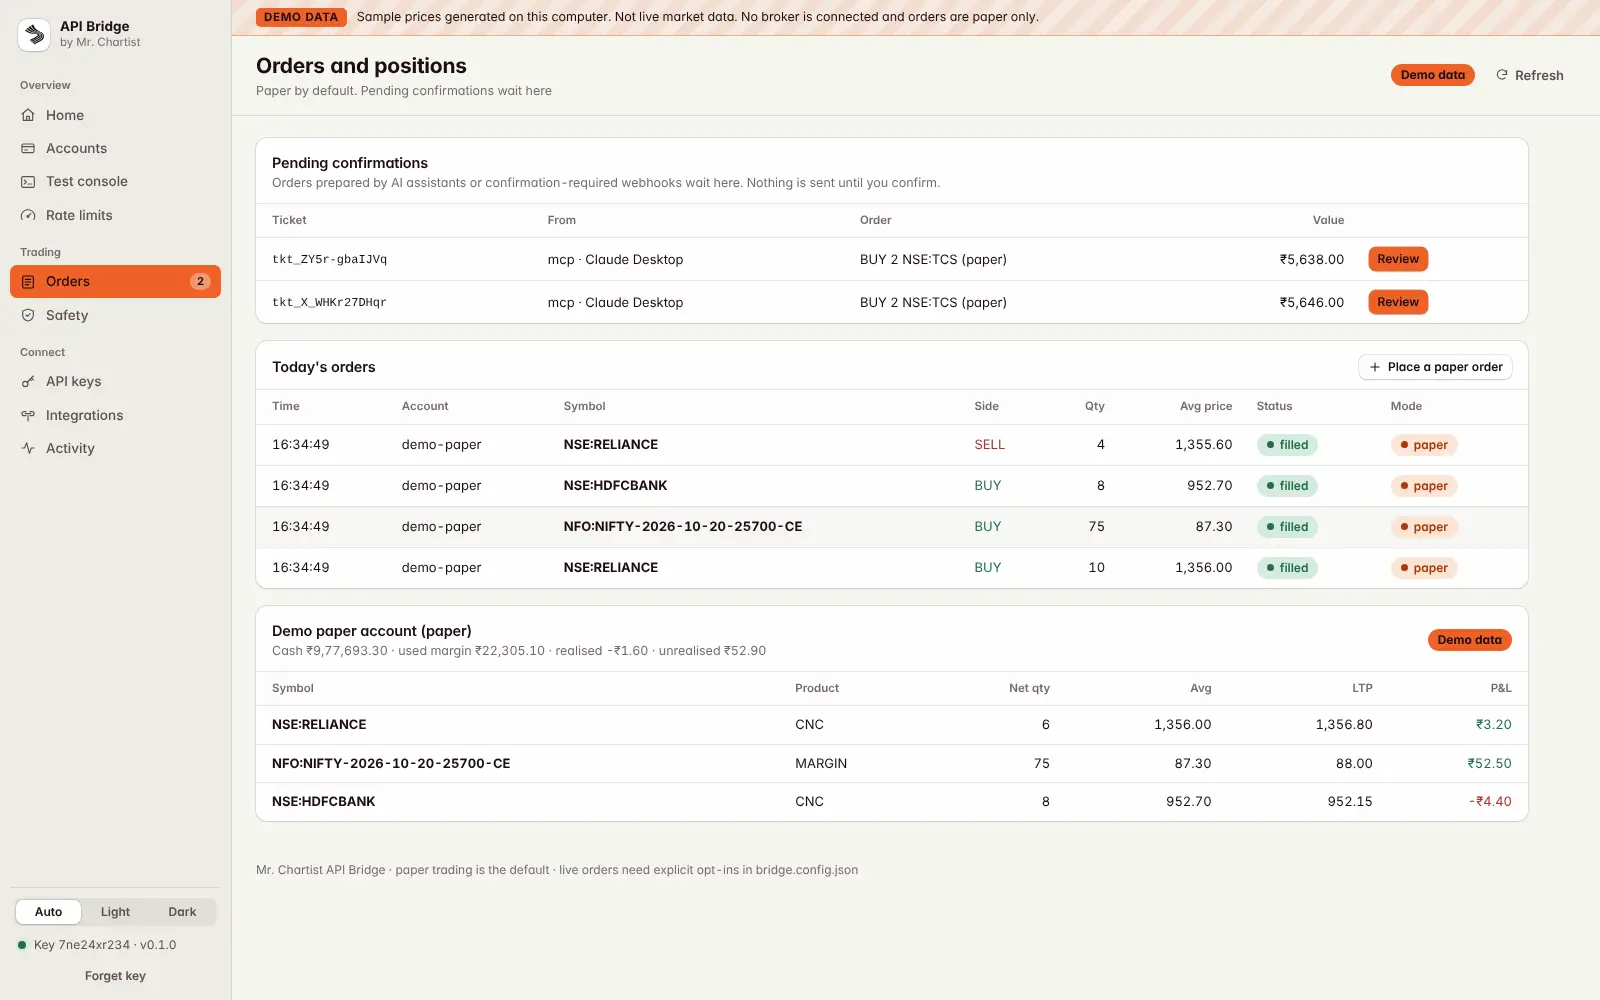 API Bridge
by Mr. Chartist
Overview
Home
Accounts
Test console
Rate limits
Trading
Orders 2
Safety
Connect
API keys
Integrations
Activity
Auto Light Dark
Key 7ne24xr234 · v0.1.0
Forget key
DEMO DATA Sample prices generated on this computer. Not live market data. No broker is connected and orders are paper only.
Orders and positions
Paper by default. Pending confirmations wait here
Demo data Refresh
Pending confirmations
Orders prepared by AI assistants or confirmation-required webhooks wait here. Nothing is sent until you confirm.
Ticket From Order Value
tkt_ZY5r-gbaIJVq mcp · Claude Desktop BUY 2 NSE:TCS (paper) ₹5,638.00 Review
tkt_X_WHKr27DHqr mcp · Claude Desktop BUY 2 NSE:TCS (paper) ₹5,646.00 Review
Today's orders Place a paper order
Time Account Symbol Side Qty Avg price Status Mode
16:34:49 demo-paper NSE:RELIANCE SELL 4 1,355.60 filled paper
16:34:49 demo-paper NSE:HDFCBANK BUY 8 952.70 filled paper
16:34:49 demo-paper NFO:NIFTY-2026-10-20-25700-CE BUY 75 87.30 filled paper
16:34:49 demo-paper NSE:RELIANCE BUY 10 1,356.00 filled paper
Demo paper account (paper)
Cash ₹9,77,693.30 · used margin ₹22,305.10 · realised -₹1.60 · unrealised ₹52.90
Demo data
Symbol Product Net qty Avg LTP P&L
NSE:RELIANCE CNC 6 1,356.00 1,356.80 ₹3.20
NFO:NIFTY-2026-10-20-25700-CE MARGIN 75 87.30 88.00 ₹52.50
NSE:HDFCBANK CNC 8 952.70 952.15 -₹4.40
Mr. Chartist API Bridge · paper trading is the default · live orders need explicit opt-ins in bridge.config.json